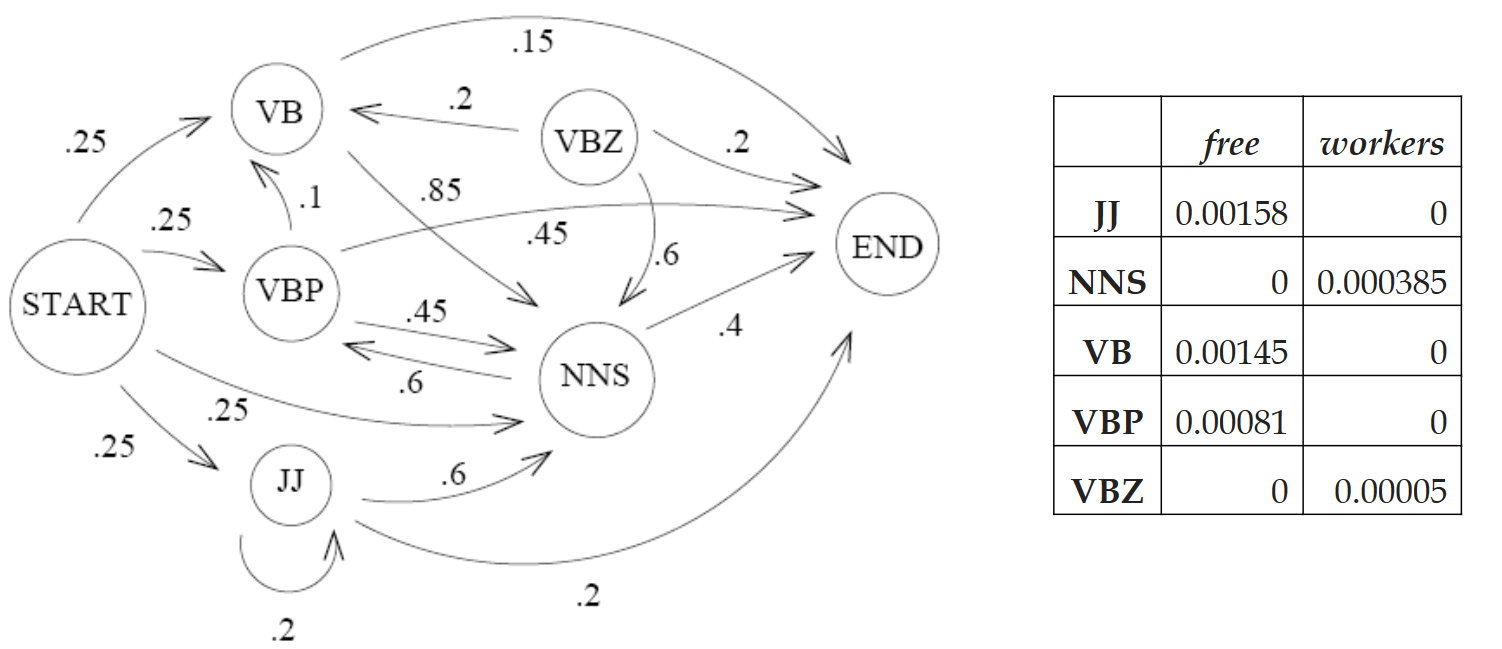 .15
VB
.2
VBZ
.2
.25
.1
.85
.25
.45
.6
END
START
VBP
.45
.6
NNS
.4
.25
.25
JJ
.6
.2
.2
free workers
JJ 0.00158 0
NNS 0 0.000385
VB 0.00145 0
VBP 0.00081 0
VBZ 0 0.00005